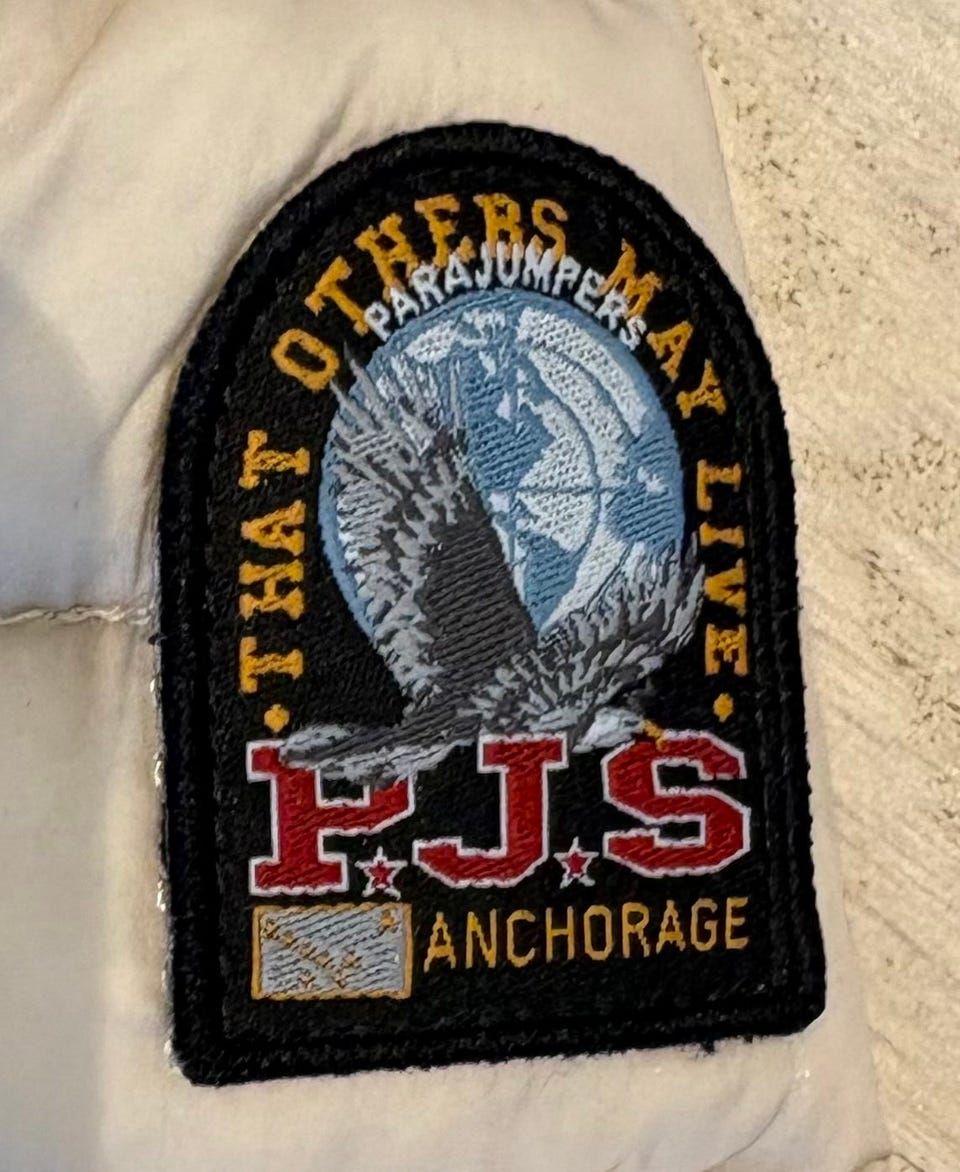 • THAT OTHERS MAY LIVE •
PARAJUMPERS
P.J.S
ANCHORAGE